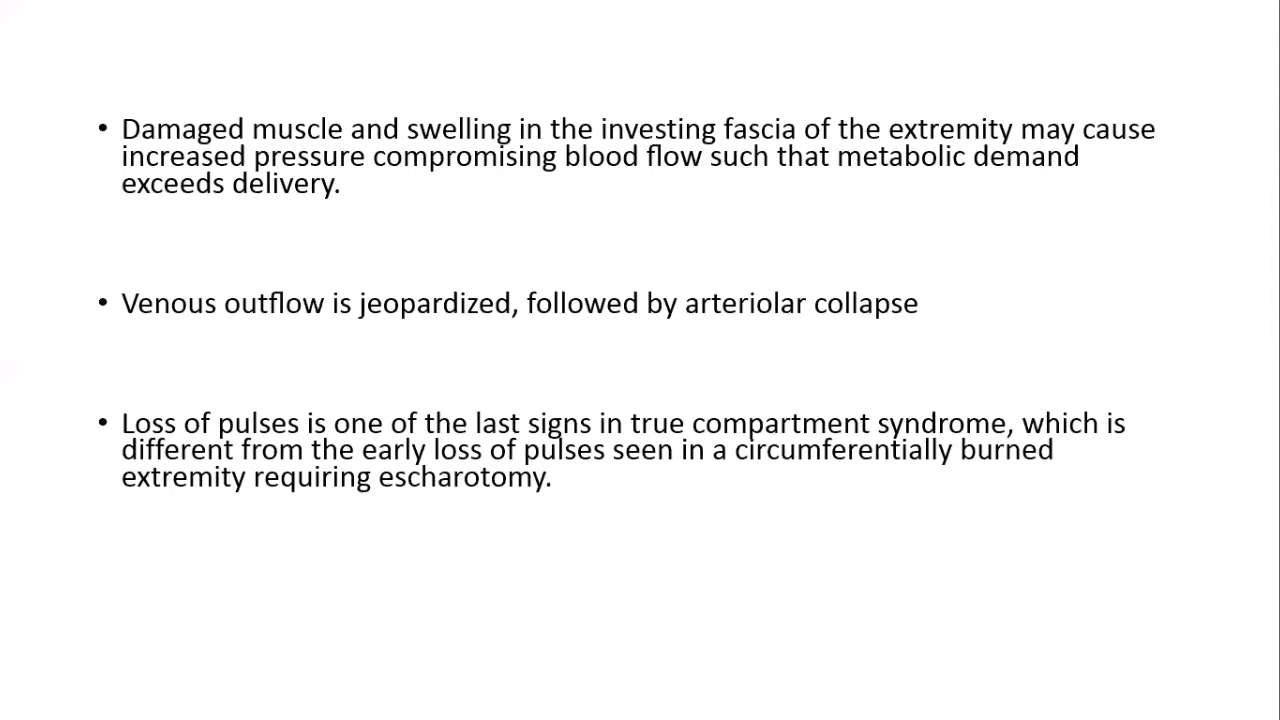 • Damaged muscle and swelling in the investing fascia of the extremity may cause
increased pressure compromising blood flow such that metabolic demand
exceeds delivery.
• Venous outflow is jeopardized, followed by arteriolar collapse
• Loss of pulses is one of the last signs in true compartment syndrome, which is
different from the early loss of pulses seen in a circumferentially burned
extremity requiring escharotomy.